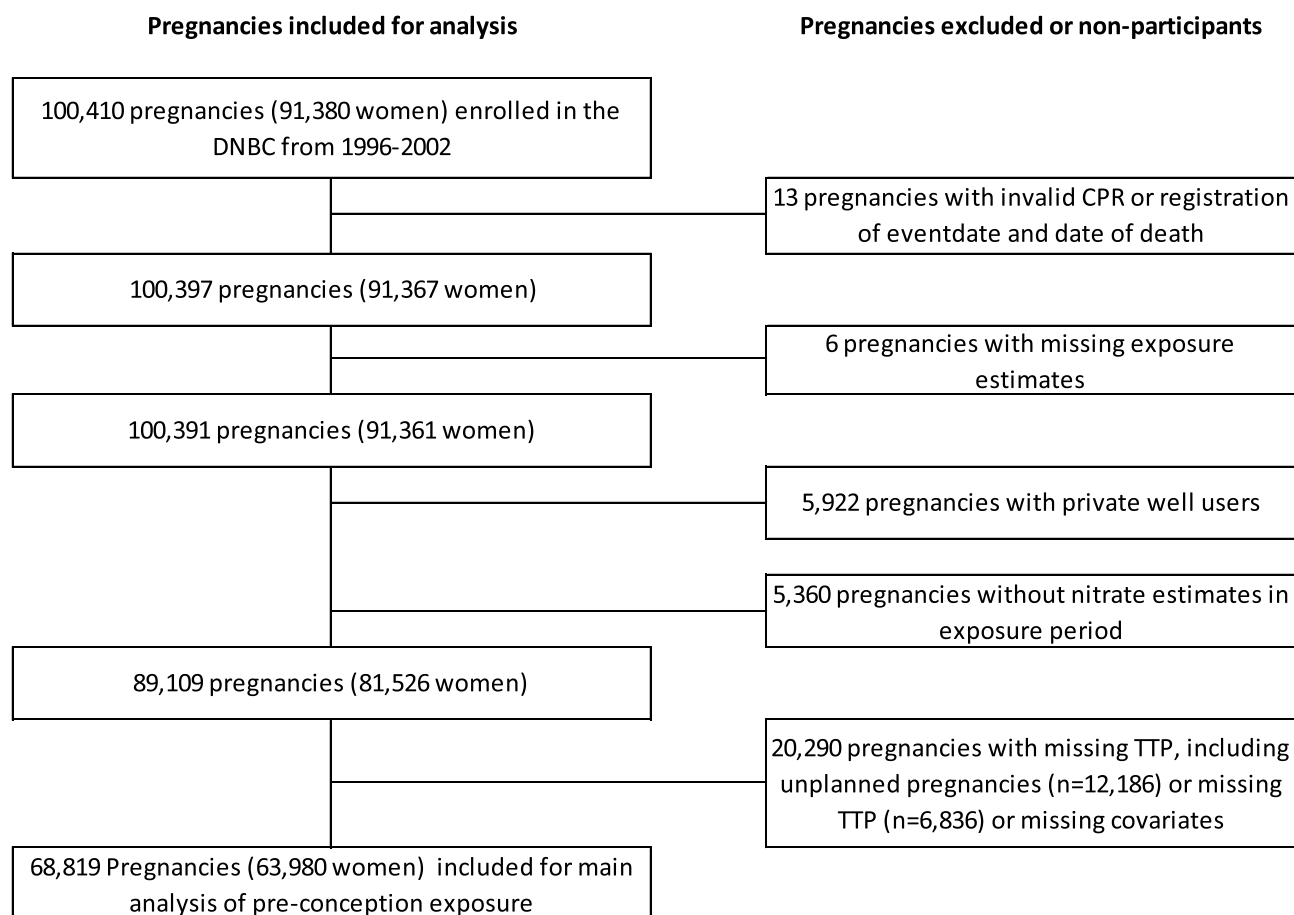 Pregnancies included for analysis
Pregnancies excluded or non-participants
100,410 pregnancies (91,380 women) enrolled in the
DNBC from 1996-2002
13 pregnancies with invalid CPR or registration
of eventdate and date of death
100,397 pregnancies (91,367 women)
6 pregnancies with missing exposure
estimates
100,391 pregnancies (91,361 women)
5,922 pregnancies with private well users
5,360 pregnancies without nitrate estimates in
exposure period
89,109 pregnancies (81,526 women)
20,290 pregnancies with missing TTP, including
unplanned pregnancies (n=12,186) or missing
TTP (n=6,836) or missing covariates
68,819 Pregnancies (63,980 women) included for main
analysis of pre-conception exposure